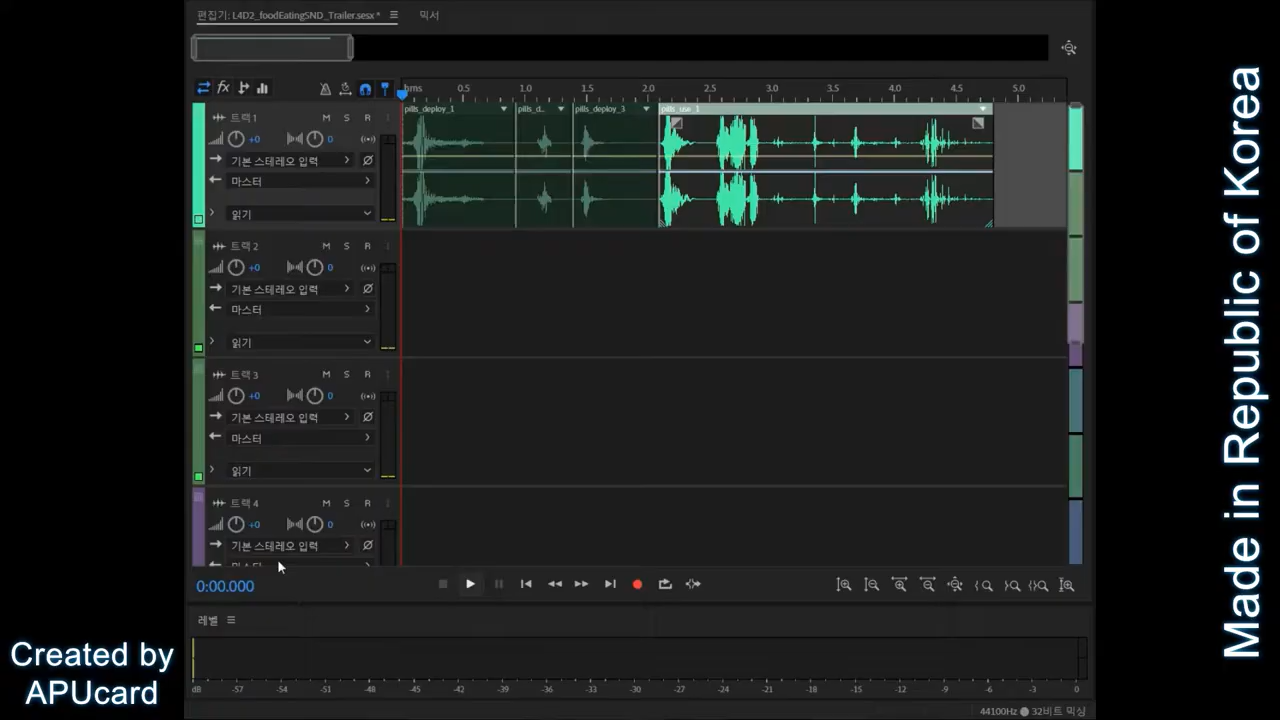 편집기: L4D2_foodEatingSND_Trailer.sesx *
믹서
fx
hms 0.5 1.0 1.5 2.0 2.5 3.0 3.5 4.0 4.5 5.0
pills_deploy_1 pills_d... pills_deploy_3 pills_use_1
트랙 1 M S R I
+0 0
기본 스테레오 입력
마스터
읽기
트랙 2 M S R I
+0 0
기본 스테레오 입력
마스터
읽기
트랙 3 M S R I
+0 0
기본 스테레오 입력
마스터
읽기
트랙 4 M S R I
+0 0
기본 스테레오 입력
마스터
0:00.000
레벨
dB -57 -54 -51 -48 -45 -42 -39 -36 -33 -30 -27 -24 -21 -18 -15 -12 -9 -6 -3 0
44100Hz 32비트 믹싱
Created by
APUcard
Made in Republic of Korea